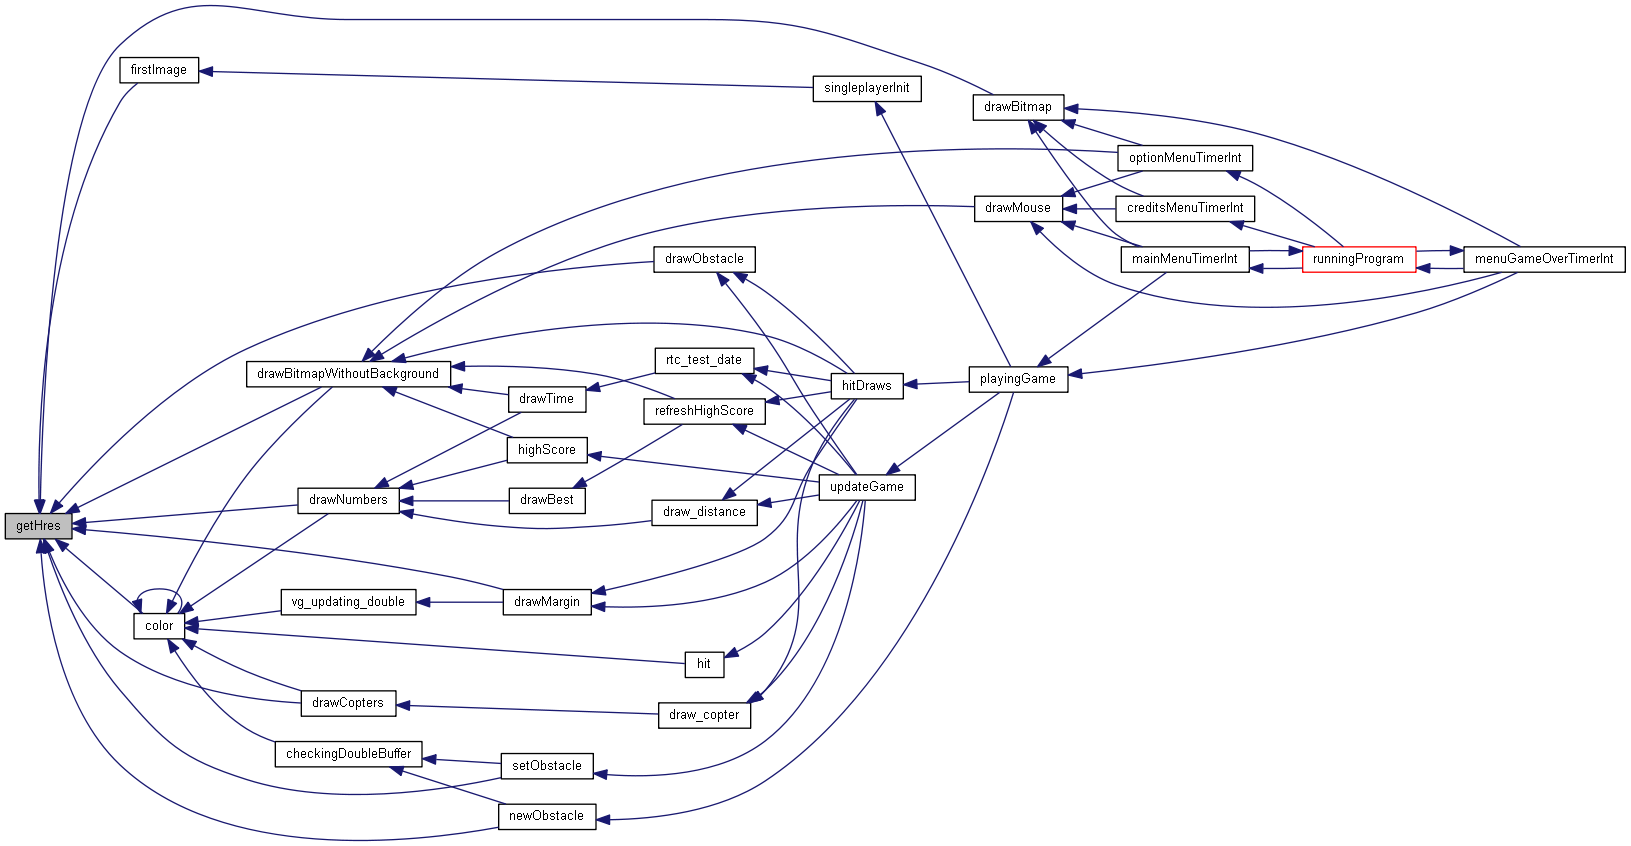 firstImage
singleplayerInit
drawBitmap
optionMenuTimerInt
drawMouse
creditsMenuTimerInt
drawObstacle
mainMenuTimerInt
runningProgram
menuGameOverTimerInt
rtc_test_date
drawBitmapWithoutBackground
hitDraws
playingGame
drawTime
refreshHighScore
highScore
updateGame
drawNumbers
drawBest
draw_distance
getHres
vg_updating_double
drawMargin
color
hit
drawCopters
draw_copter
checkingDoubleBuffer
setObstacle
newObstacle